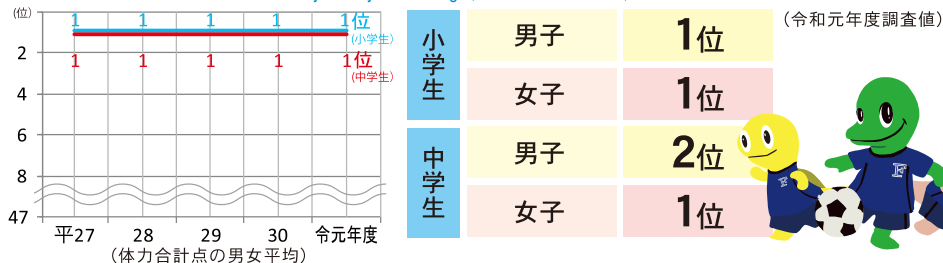 (位)
1 1 1 1 1位
(小学生)
2
1 1 1 1 1位
(中学生)
4
6
8
47
平27 28 29 30 令元年度
(体力合計点の男女平均)
(令和元年度調査値)
小学生
男子 1位
女子 1位
中学生
男子 2位
女子 1位
F
F